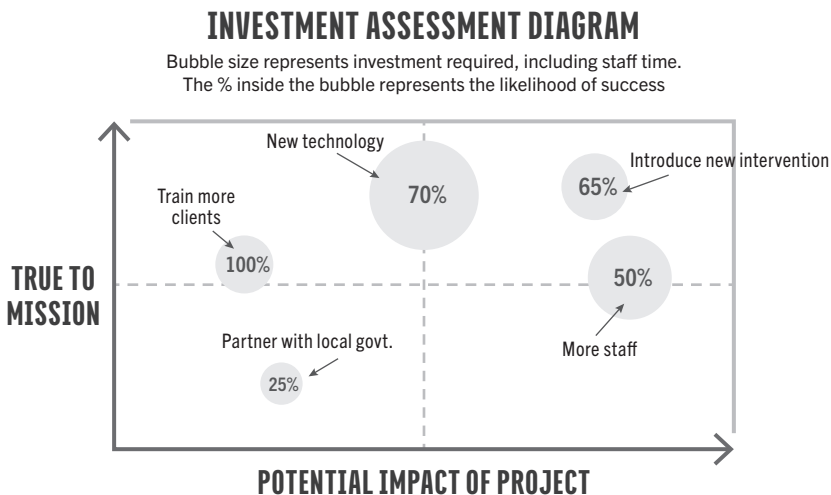 INVESTMENT ASSESSMENT DIAGRAM
Bubble size represents investment required, including staff time.
The % inside the bubble represents the likelihood of success
New technology
Introduce new intervention
70%
65%
Train more
clients
100%
50%
TRUE TO
MISSION
Partner with local govt.
More staff
25%
POTENTIAL IMPACT OF PROJECT